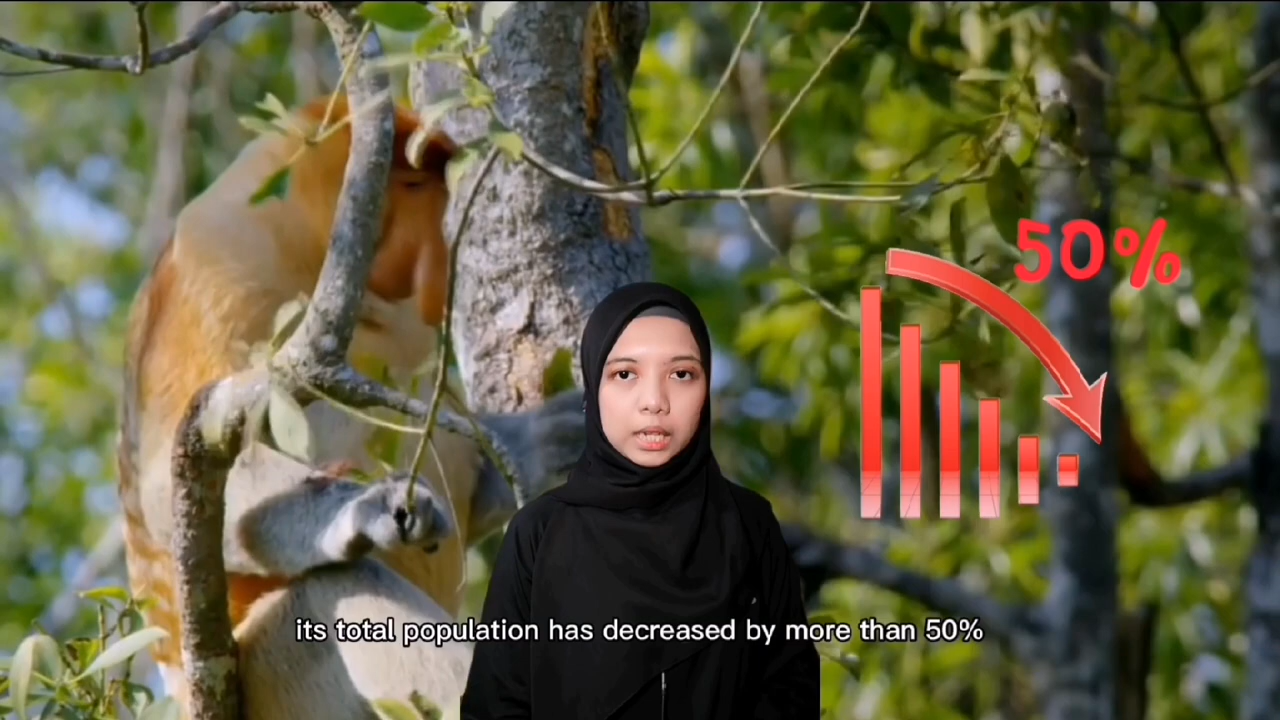 50%
its total population has decreased by more than 50%